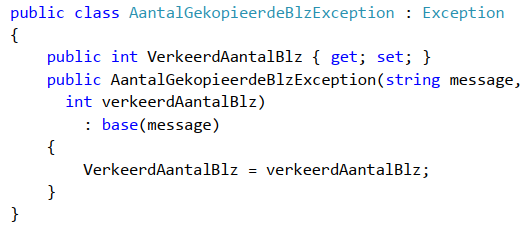 public class AantalGekopieerdeBlzException : Exception
{
    public int VerkeerdAantalBlz { get; set; }
    public AantalGekopieerdeBlzException(string message,
      int verkeerdAantalBlz)
        : base(message)
    {
        VerkeerdAantalBlz = verkeerdAantalBlz;
    }
}